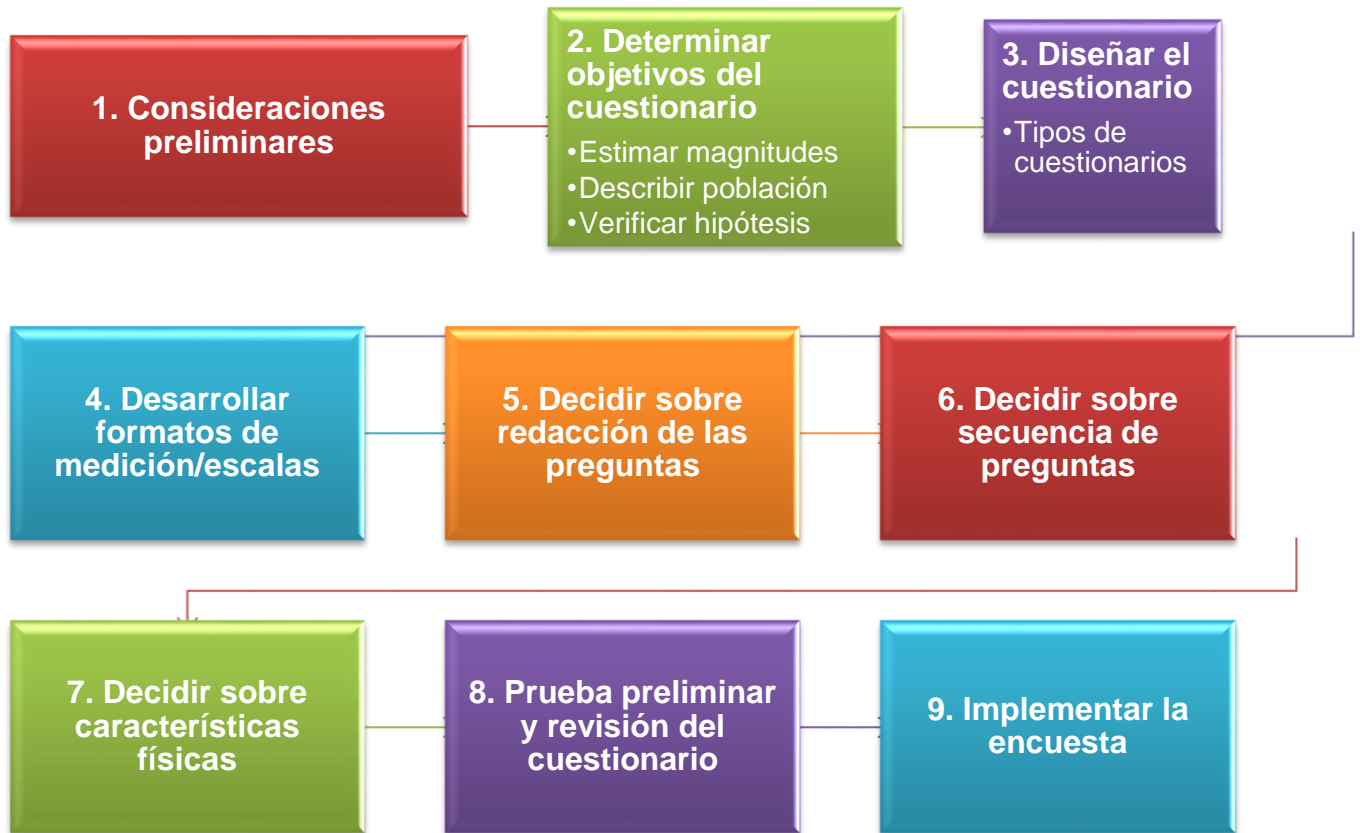 1. Consideraciones
preliminares
2. Determinar
objetivos del
cuestionario
•Estimar magnitudes
•Describir población
•Verificar hipótesis
3. Diseñar el
cuestionario
•Tipos de
cuestionarios
4. Desarrollar
formatos de
medición/escalas
5. Decidir sobre
redacción de las
preguntas
6. Decidir sobre
secuencia de
preguntas
7. Decidir sobre
características
físicas
8. Prueba preliminar
y revisión del
cuestionario
9. Implementar la
encuesta